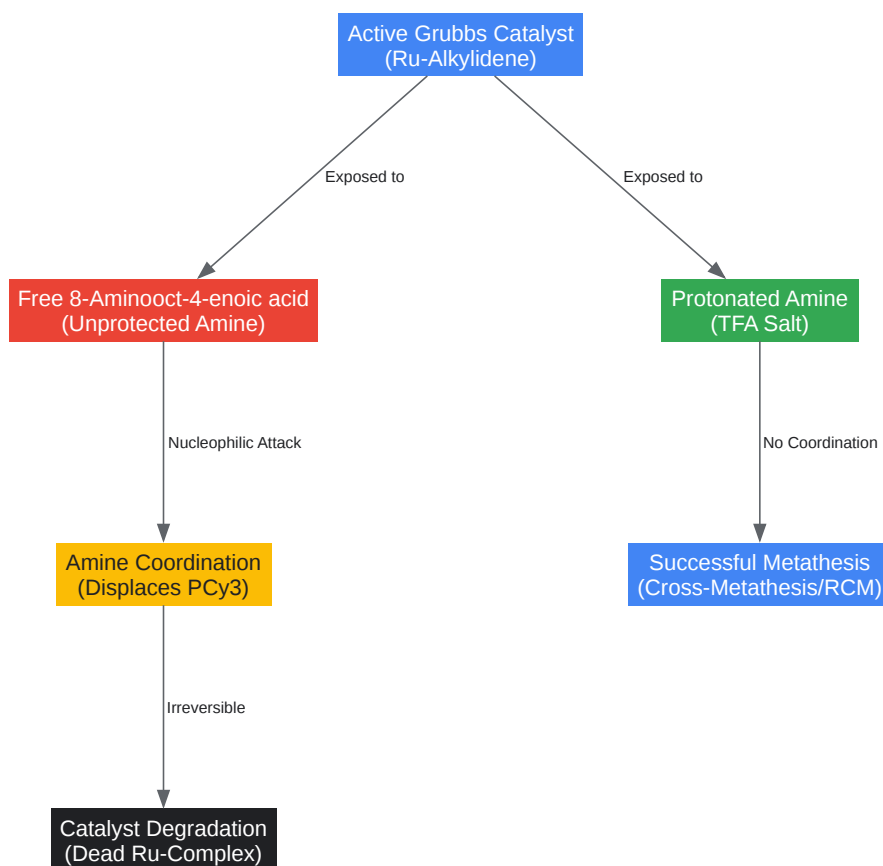 Active Grubbs Catalyst
(Ru-Alkylidene)
Exposed to
Exposed to
Free 8-Aminooct-4-enoic acid
(Unprotected Amine)
Protonated Amine
(TFA Salt)
Nucleophilic Attack
No Coordination
Amine Coordination
(Displaces PCy3)
Successful Metathesis
(Cross-Metathesis/RCM)
Irreversible
Catalyst Degradation
(Dead Ru-Complex)